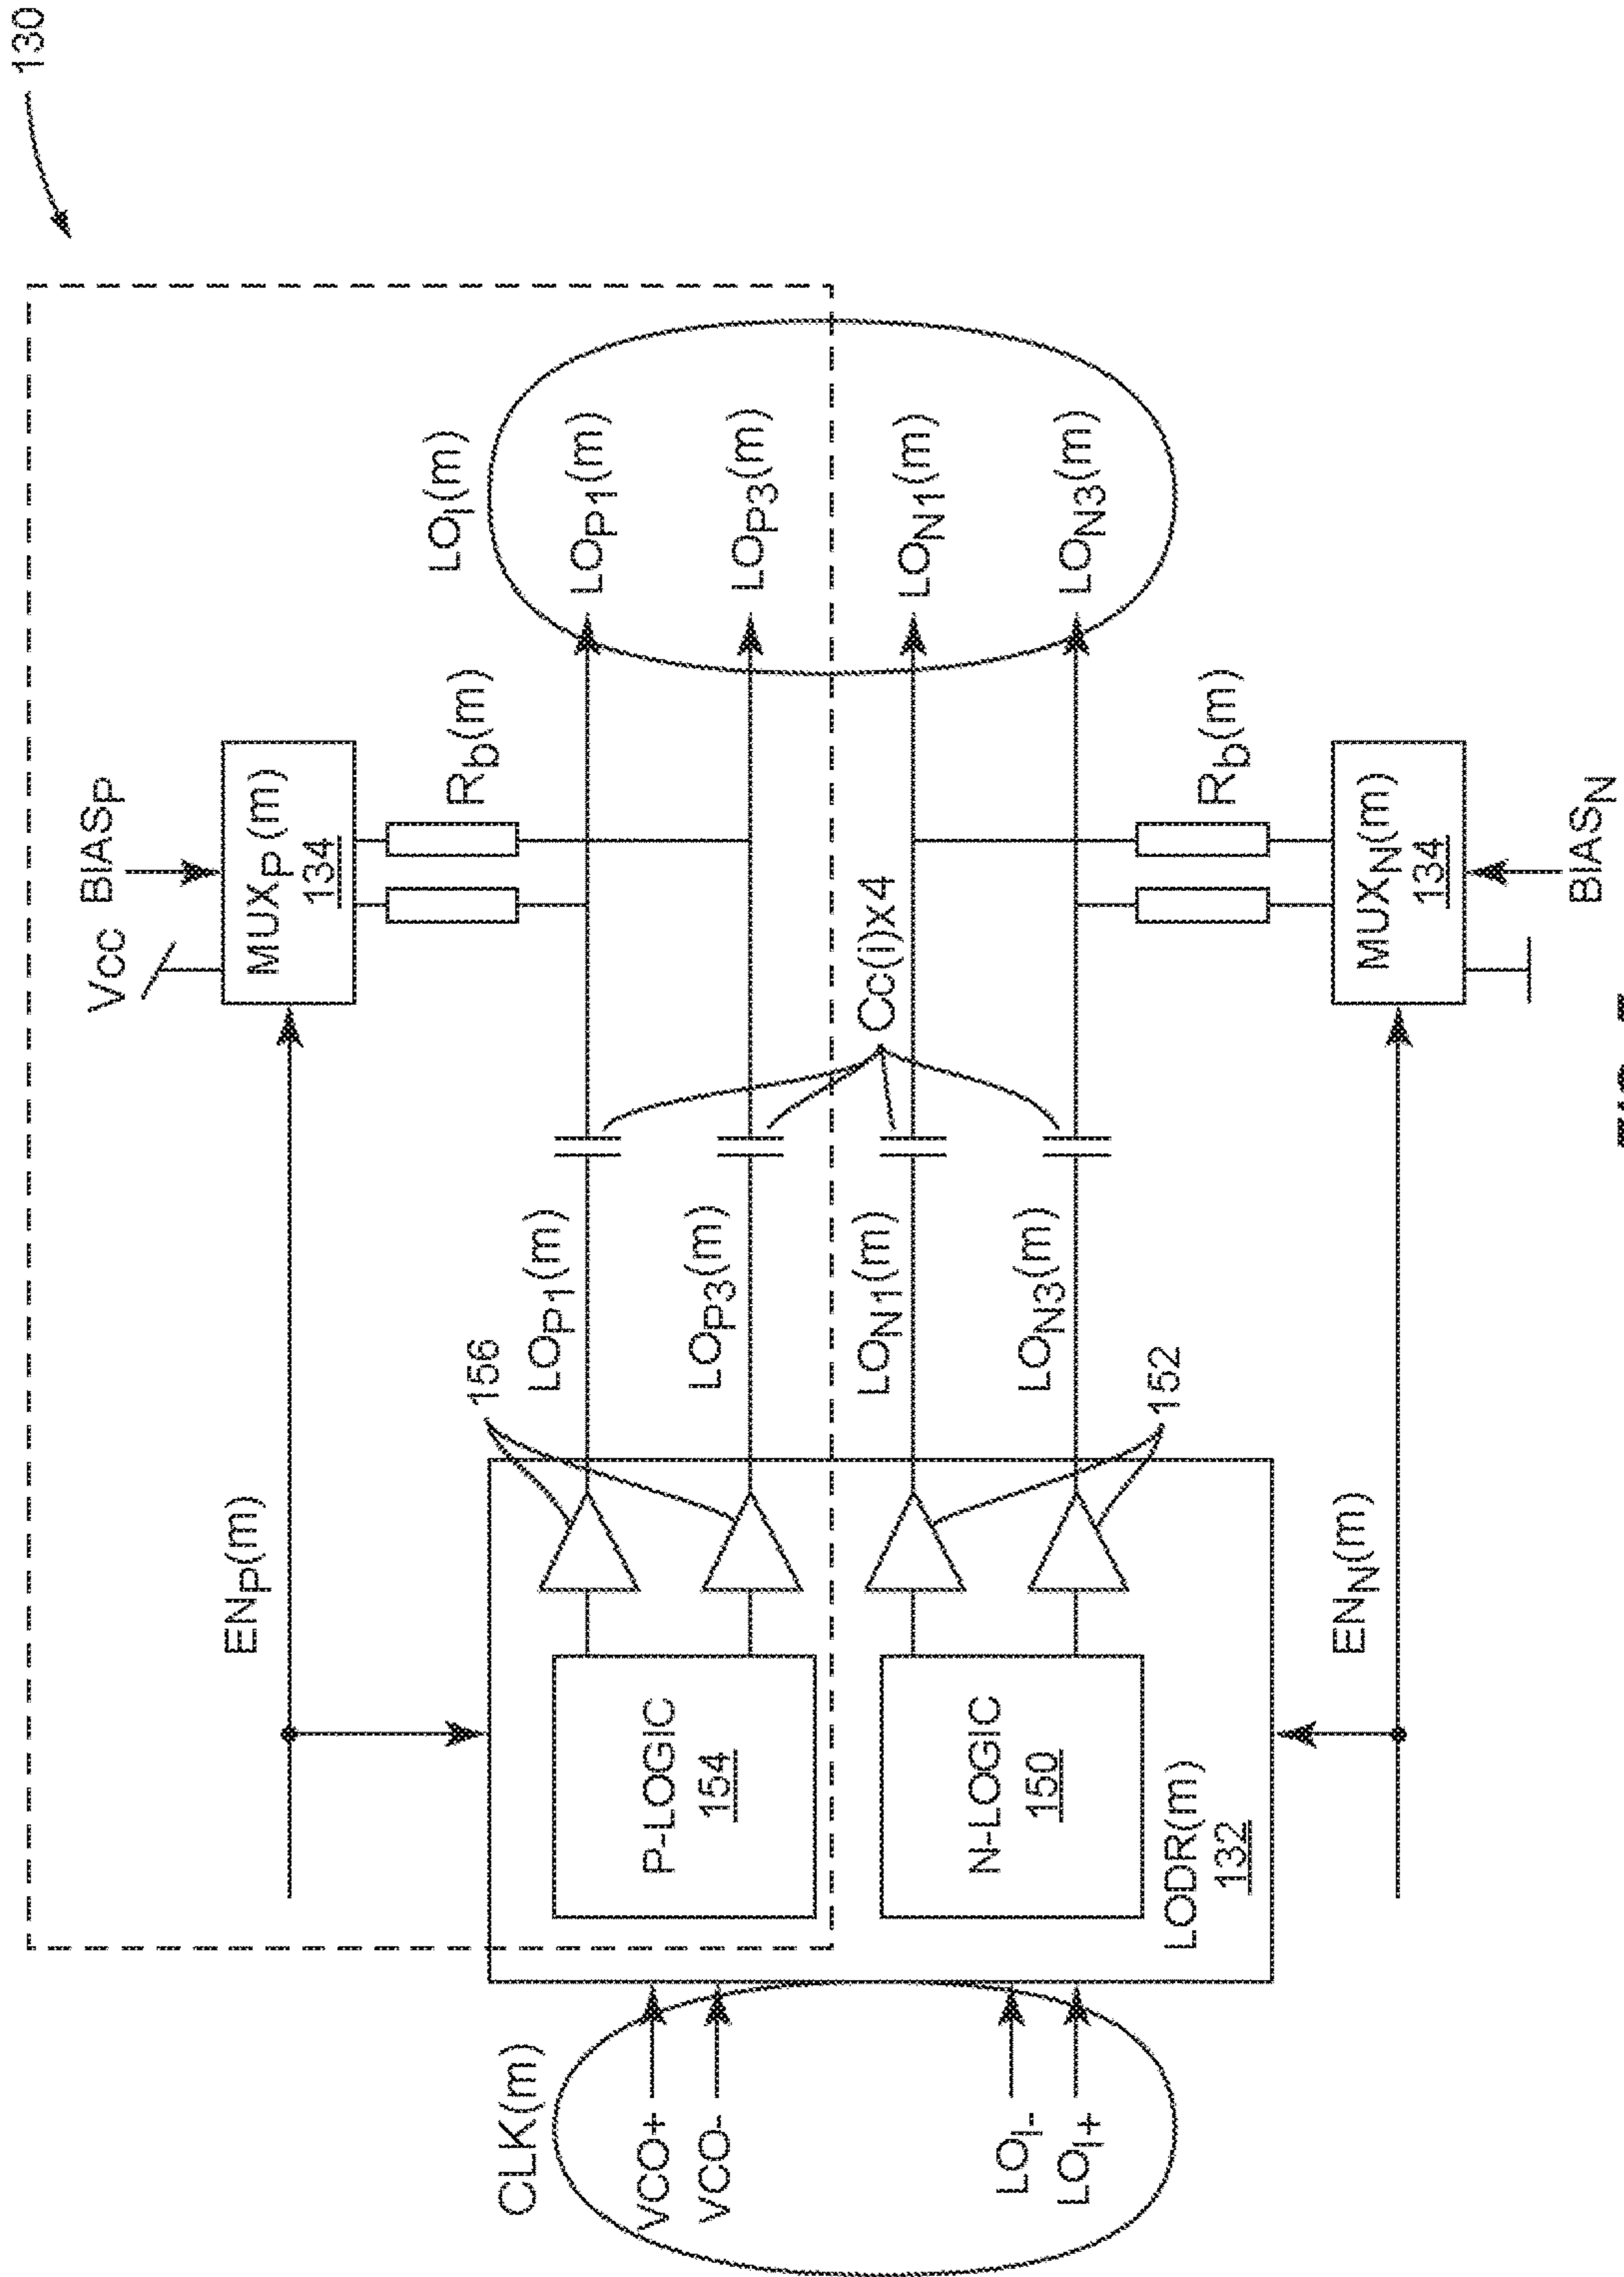 130
Vcc
BIASP
MUXP(m)
134
ENP(m)
Rb(m)
LOI(m)
156
LOP1(m)
LOP1(m)
P-LOGIC
154
LOP3(m)
LOP3(m)
CLK(m)
VCO+
VCO-
Cc(i)x4
LOI-
LOI+
N-LOGIC
150
LON1(m)
LON1(m)
LON3(m)
LON3(m)
152
LODR(m)
132
Rb(m)
ENN(m)
MUXN(m)
134
BIASN